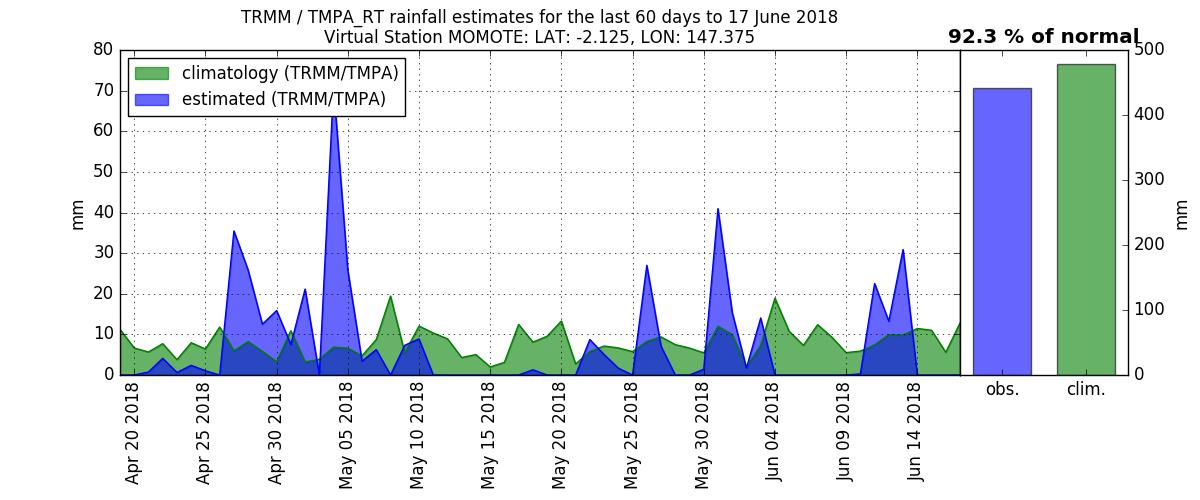 TRMM / TMPA_RT rainfall estimates for the last 60 days to 17 June 2018
Virtual Station MOMOTE: LAT: -2.125, LON: 147.375
92.3 % of normal
climatology (TRMM/TMPA)
estimated (TRMM/TMPA)
mm
80
70
60
50
40
30
20
10
0
Apr 20 2018
Apr 25 2018
Apr 30 2018
May 05 2018
May 10 2018
May 15 2018
May 20 2018
May 25 2018
May 30 2018
Jun 04 2018
Jun 09 2018
Jun 14 2018
obs.
clim.
500
400
300
200
100
0
mm